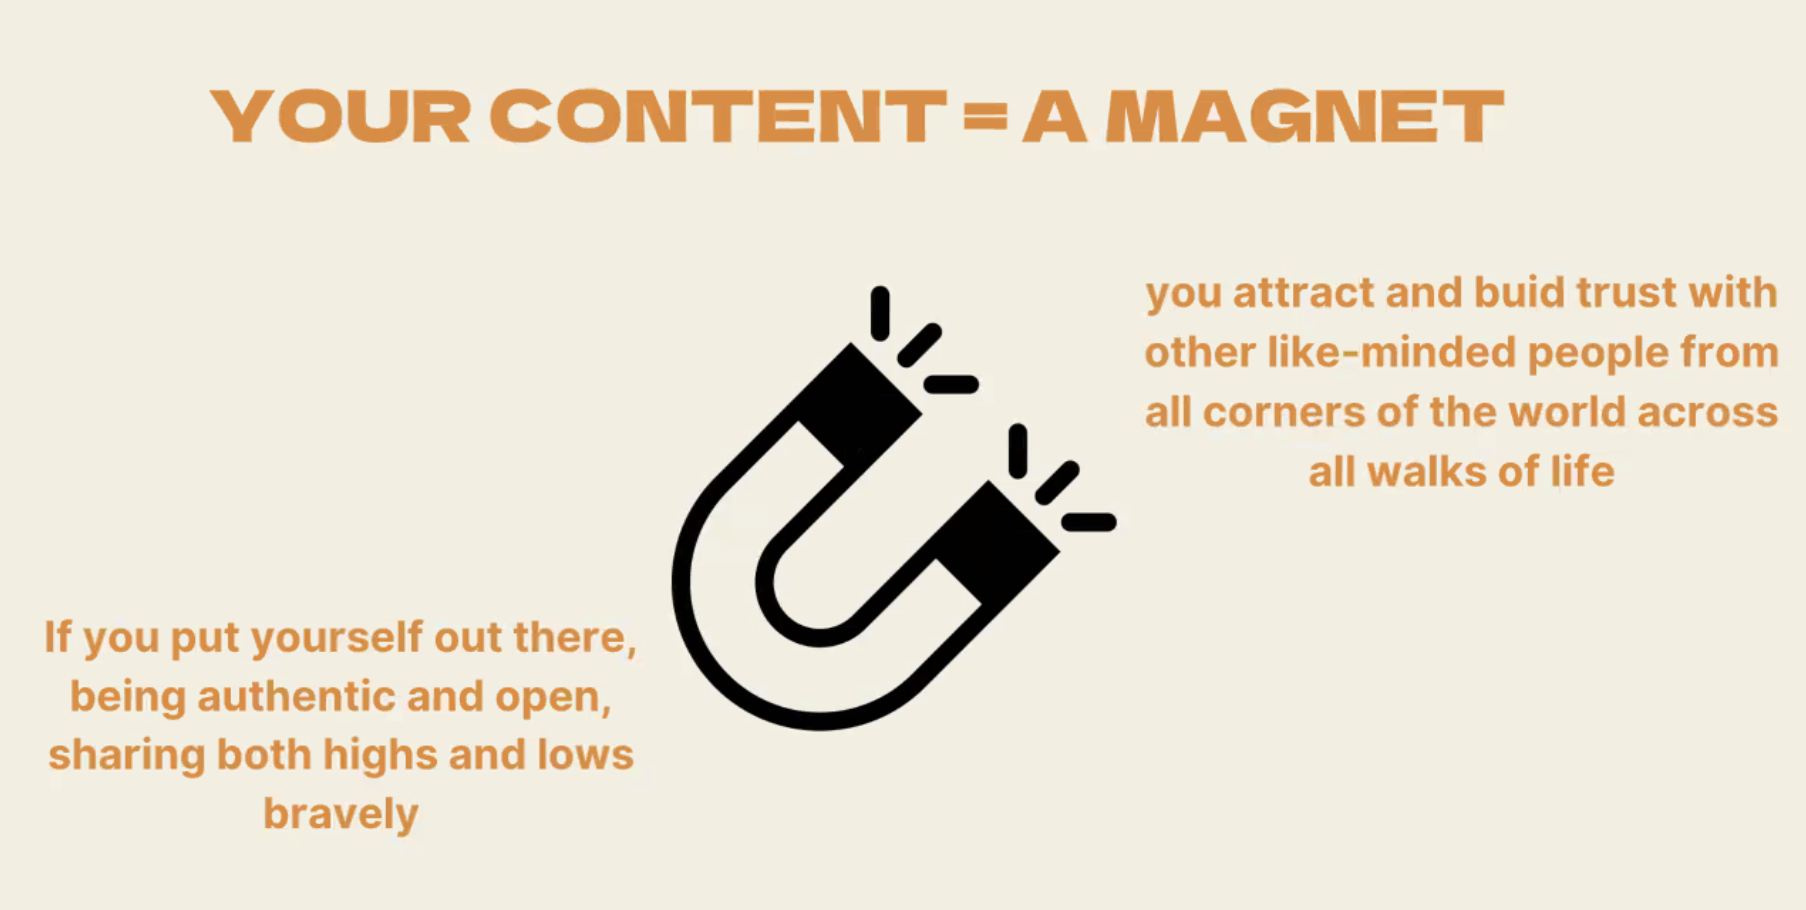 YOUR CONTENT = A MAGNET
If you put yourself out there,
being authentic and open,
sharing both highs and lows
bravely
you attract and buid trust with
other like-minded people from
all corners of the world across
all walks of life